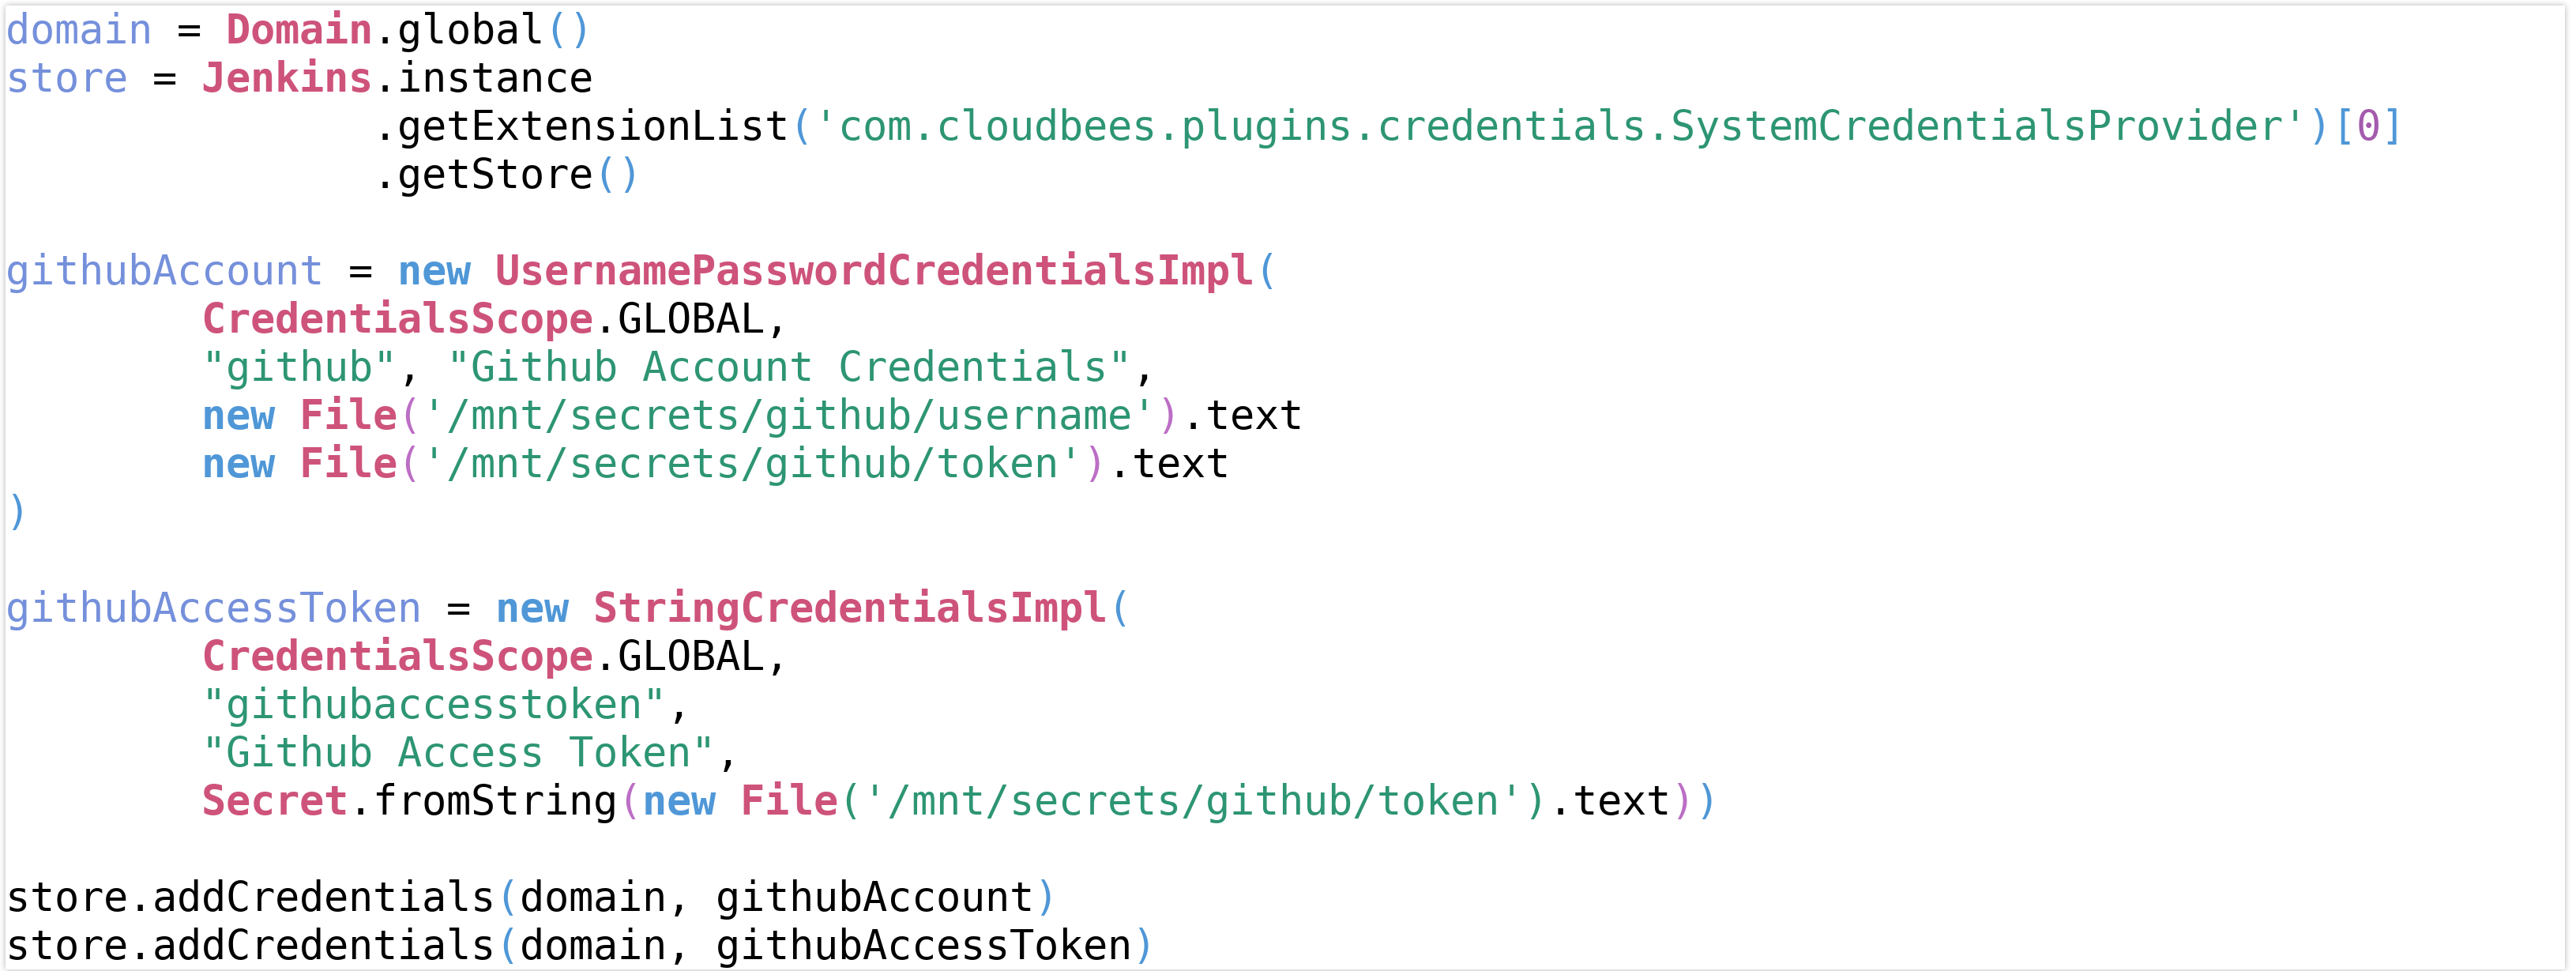 domain = Domain.global()
store = Jenkins.instance
               .getExtensionList('com.cloudbees.plugins.credentials.SystemCredentialsProvider')[0]
               .getStore()

githubAccount = new UsernamePasswordCredentialsImpl(
        CredentialsScope.GLOBAL,
        "github", "Github Account Credentials",
        new File('/mnt/secrets/github/username').text
        new File('/mnt/secrets/github/token').text
)

githubAccessToken = new StringCredentialsImpl(
        CredentialsScope.GLOBAL,
        "githubaccesstoken",
        "Github Access Token",
        Secret.fromString(new File('/mnt/secrets/github/token').text))

store.addCredentials(domain, githubAccount)
store.addCredentials(domain, githubAccessToken)